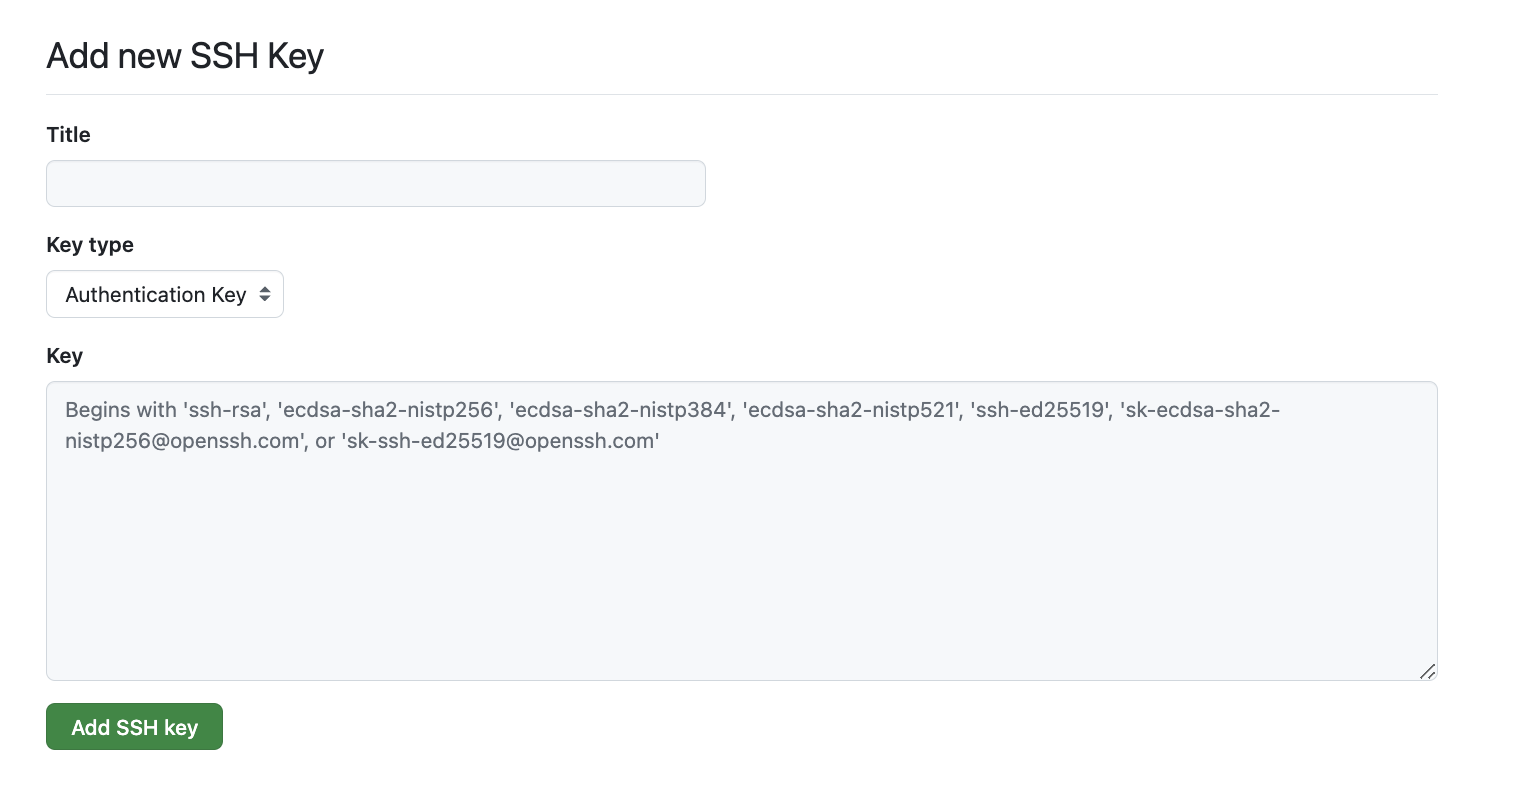 Add new SSH Key
Title
Key type
Authentication Key
Key
Begins with 'ssh-rsa', 'ecdsa-sha2-nistp256', 'ecdsa-sha2-nistp384', 'ecdsa-sha2-nistp521', 'ssh-ed25519', 'sk-ecdsa-sha2-
nistp256@openssh.com', or 'sk-ssh-ed25519@openssh.com'
Add SSH key